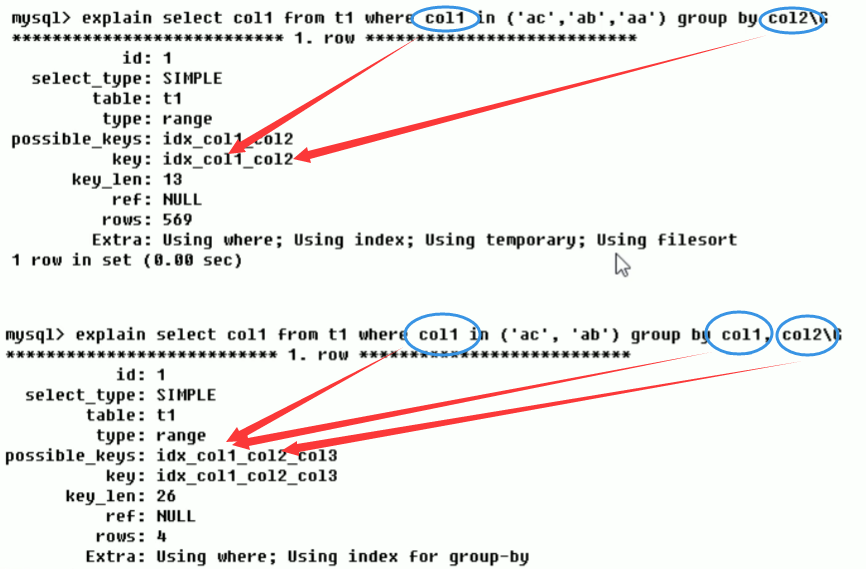 mysql> explain select col1 from t1 where col1 in ('ac','ab','aa') group by col2\G
*************************** 1. row ***************************
id: 1
select_type: SIMPLE
table: t1
type: range
possible_keys: idx_col1_col2
key: idx_col1_col2
key_len: 13
ref: NULL
rows: 569
Extra: Using where; Using index; Using temporary; Using filesort
1 row in set (0.00 sec)
mysql> explain select col1 from t1 where col1 in ('ac', 'ab') group by col1, col2\G
*************************** 1. row ***************************
id: 1
select_type: SIMPLE
table: t1
type: range
possible_keys: idx_col1_col2_col3
key: idx_col1_col2_col3
key_len: 26
ref: NULL
rows: 4
Extra: Using where; Using index for group-by